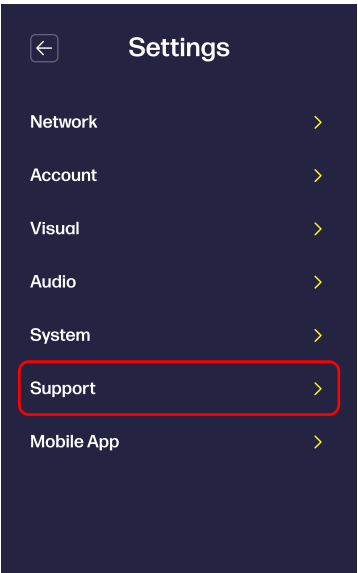 Settings
Network
Account
Visual
Audio
System
Support
Mobile App